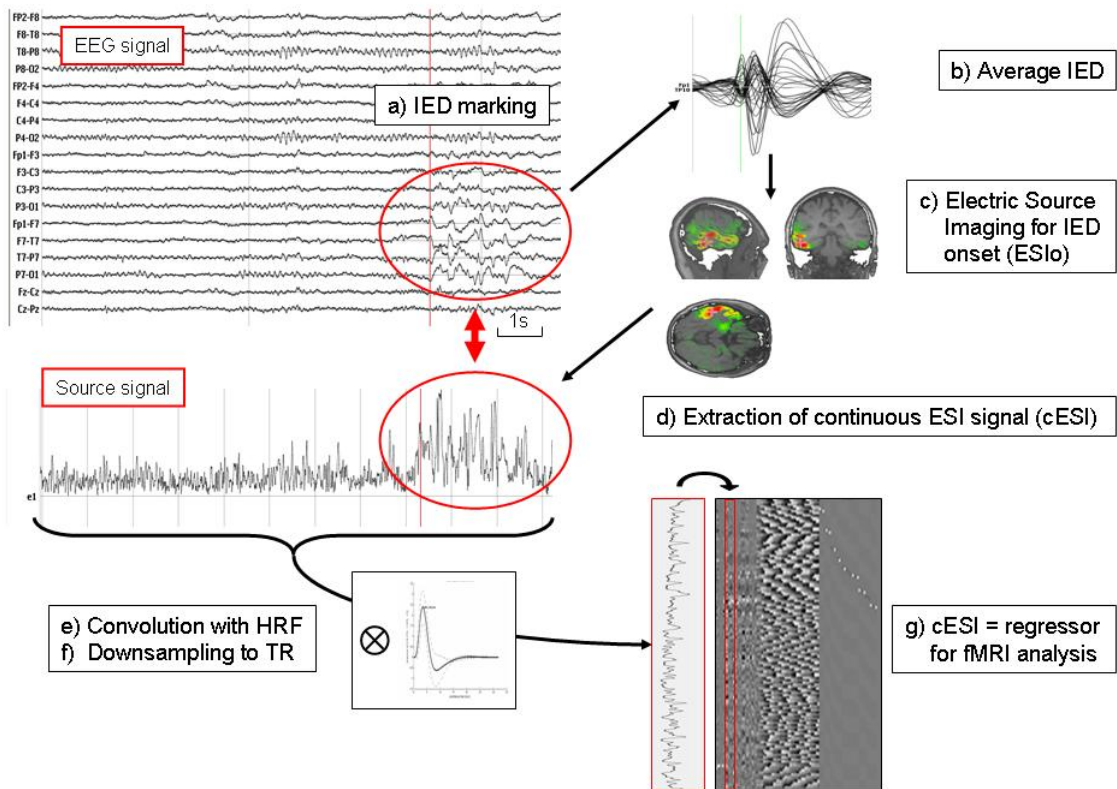 FP2-F8
F8-T8
T8-P8
P8-O2
FP2-F4
F4-C4
C4-P4
P4-O2
Fp1-F3
F3-C3
C3-P3
P3-O1
Fp1-F7
F7-T7
T7-P7
P7-O1
Fz-Cz
Cz-Pz
EEG signal
a) IED marking
1s
b) Average IED
c) Electric Source
Imaging for IED
onset (ESIo)
Source signal
e1
d) Extraction of continuous ESI signal (cESI)
e) Convolution with HRF
f) Downsampling to TR
g) cESI = regressor
for fMRI analysis